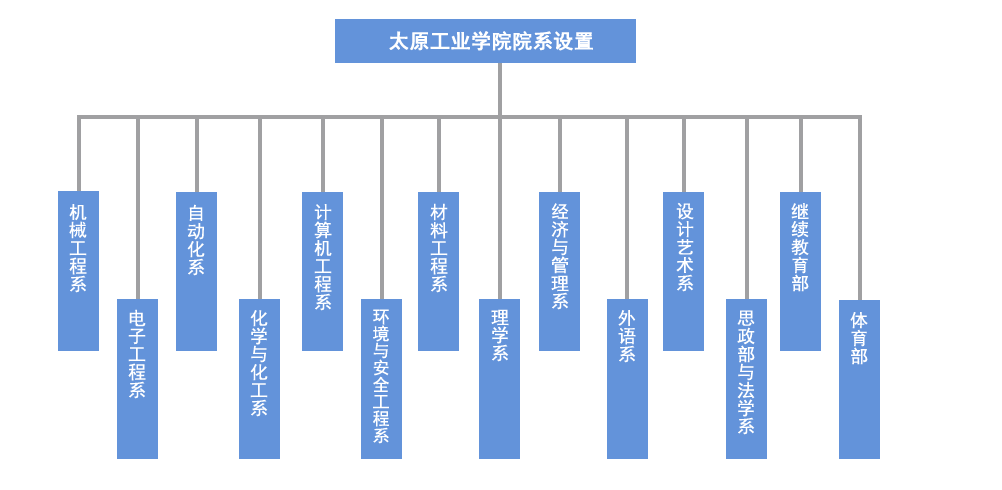 太原工业学院院系设置
机械工程系
电子工程系
自动化系
化学与化工系
计算机工程系
环境与安全工程系
材料工程系
理学系
经济与管理系
外语系
设计艺术系
思政部与法学系
继续教育部
体育部